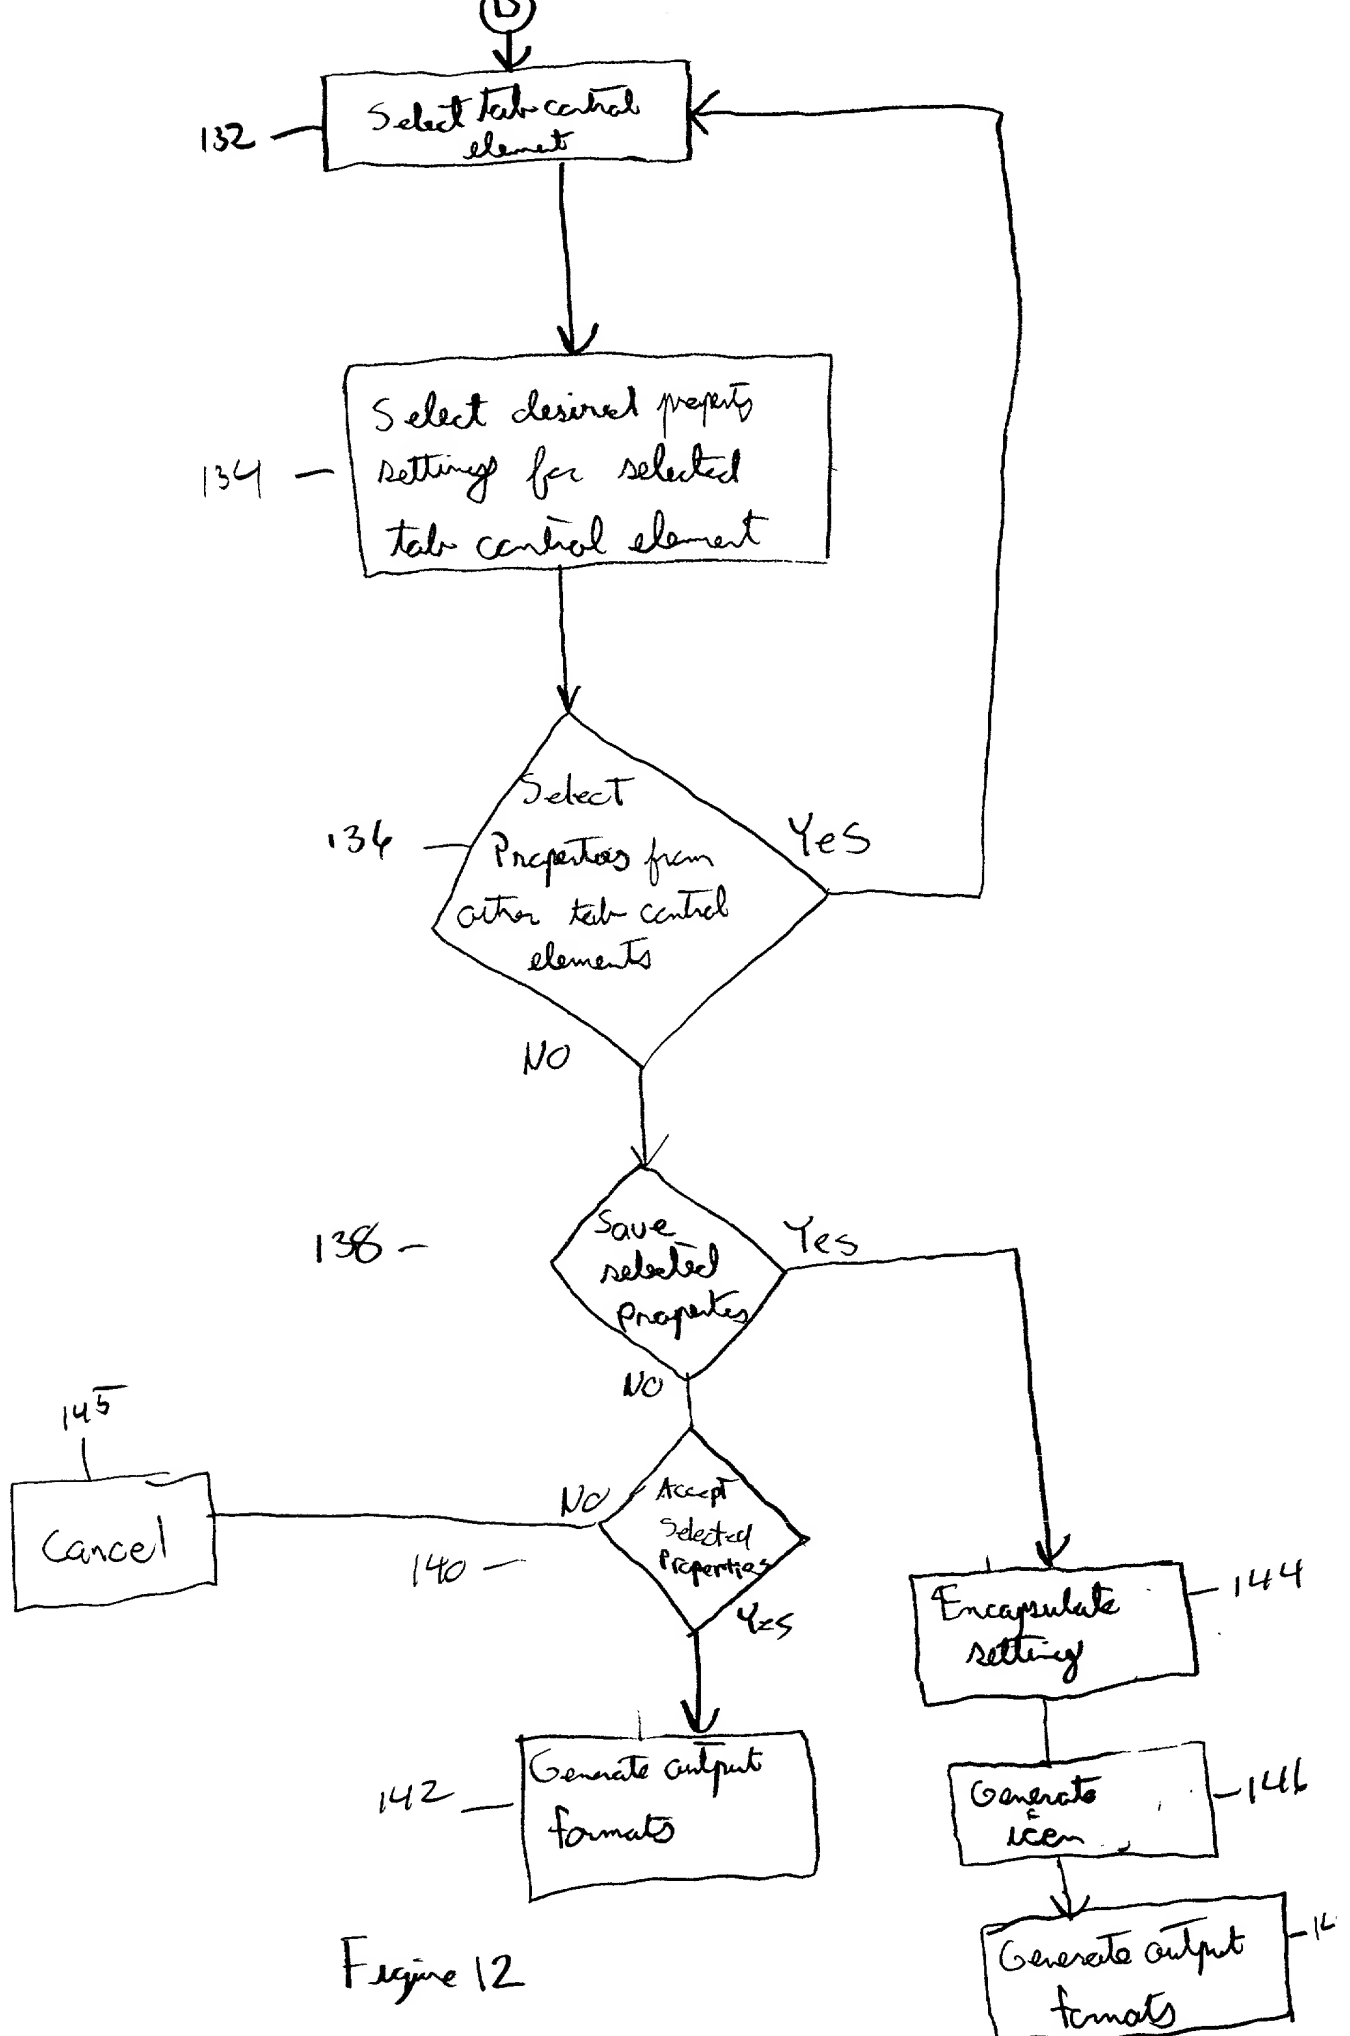 B
Select tab control
element
132
Select desired property
settings for selected
tab control element
134
Select
Properties from
other tab control
elements
136
YeS
NO
Save
selected
Properties
138
Yes
NO
145
Cancel
NO
Accept
Selected
Properties
140
Yes
Encapsulate
setting
144
Generate output
formats
142
Generate
icon
146
Generate output
formats
Figure 12